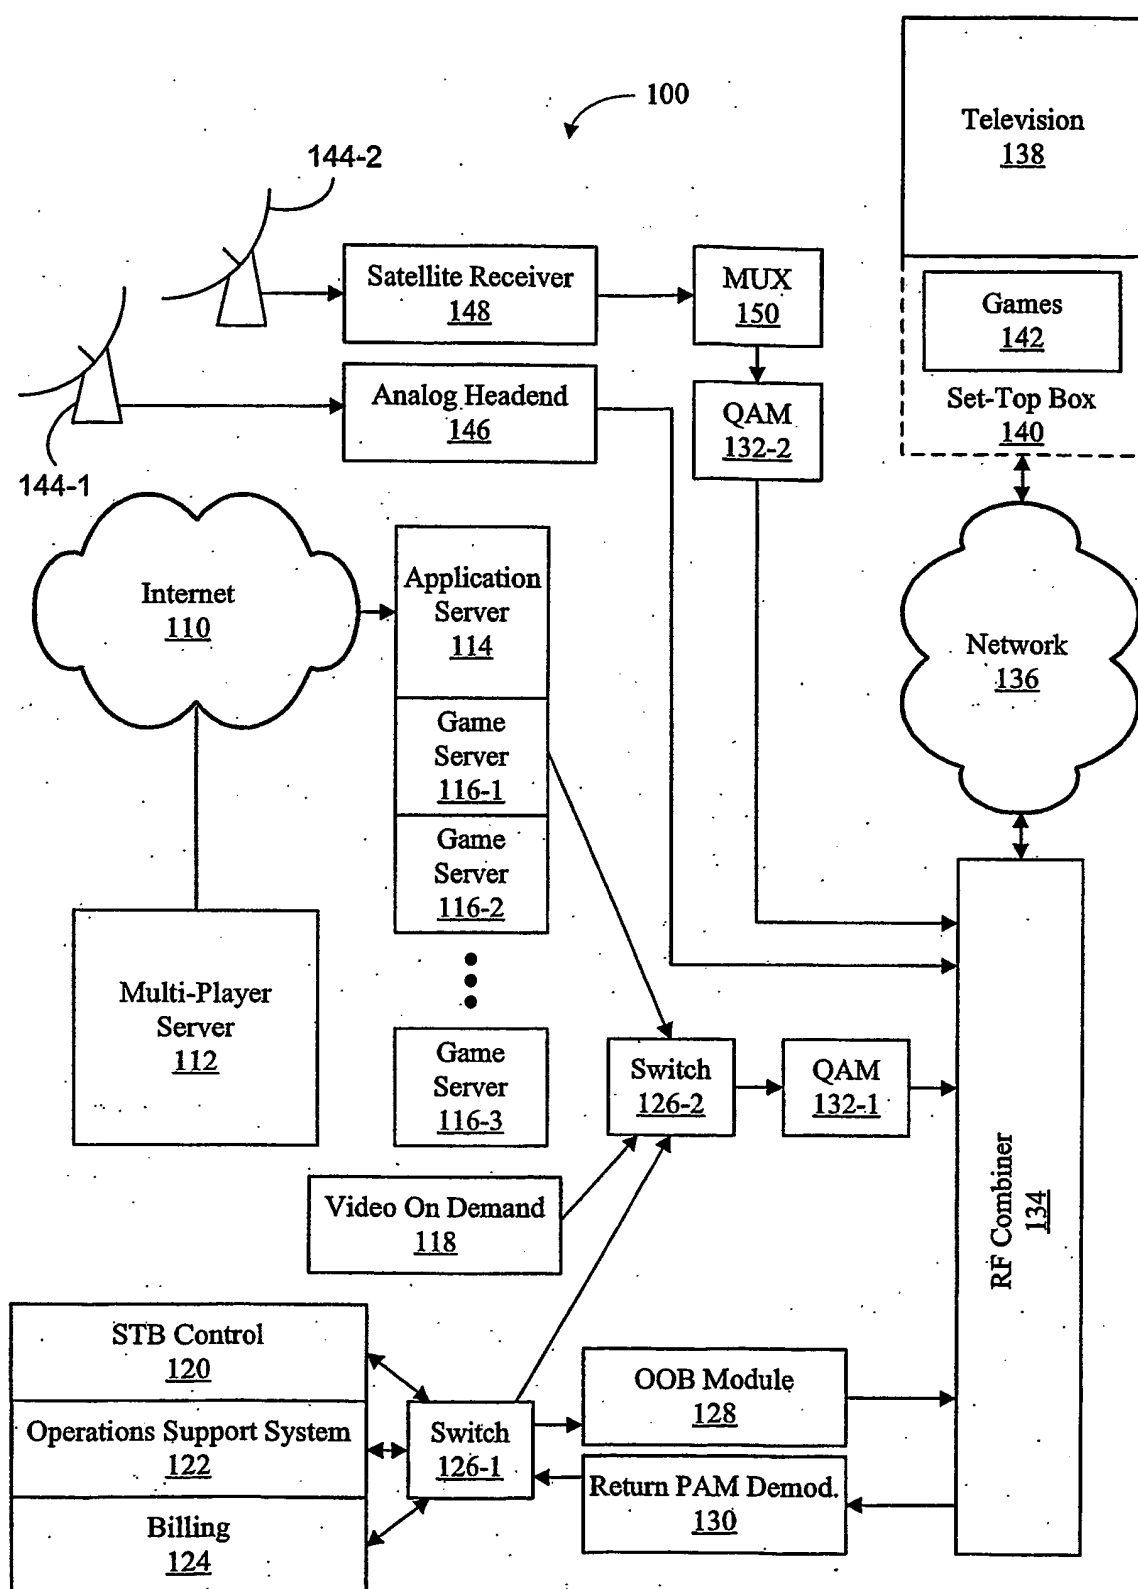 100
Television
138
144-2
Satellite Receiver
148
MUX
150
Games
142
Analog Headend
146
QAM
132-2
Set-Top Box
140
144-1
Internet
110
Application
Server
114
Network
136
Game
Server
116-1
Game
Server
116-2
Multi-Player
Server
112
Game
Server
116-3
Switch
126-2
QAM
132-1
RF Combiner
134
Video On Demand
118
STB Control
120
OOB Module
128
Operations Support System
122
Switch
126-1
Return PAM Demod.
130
Billing
124